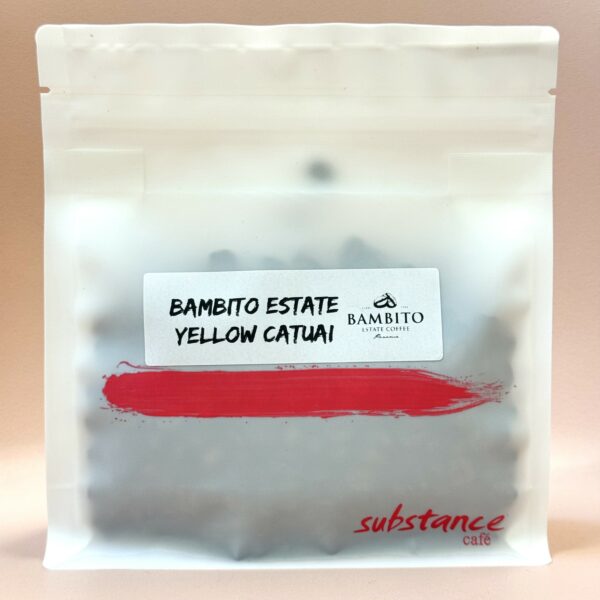 BAMBITO ESTATE
YELLOW CATUAI
BAMBITO
ESTATE COFFEE
substance
café